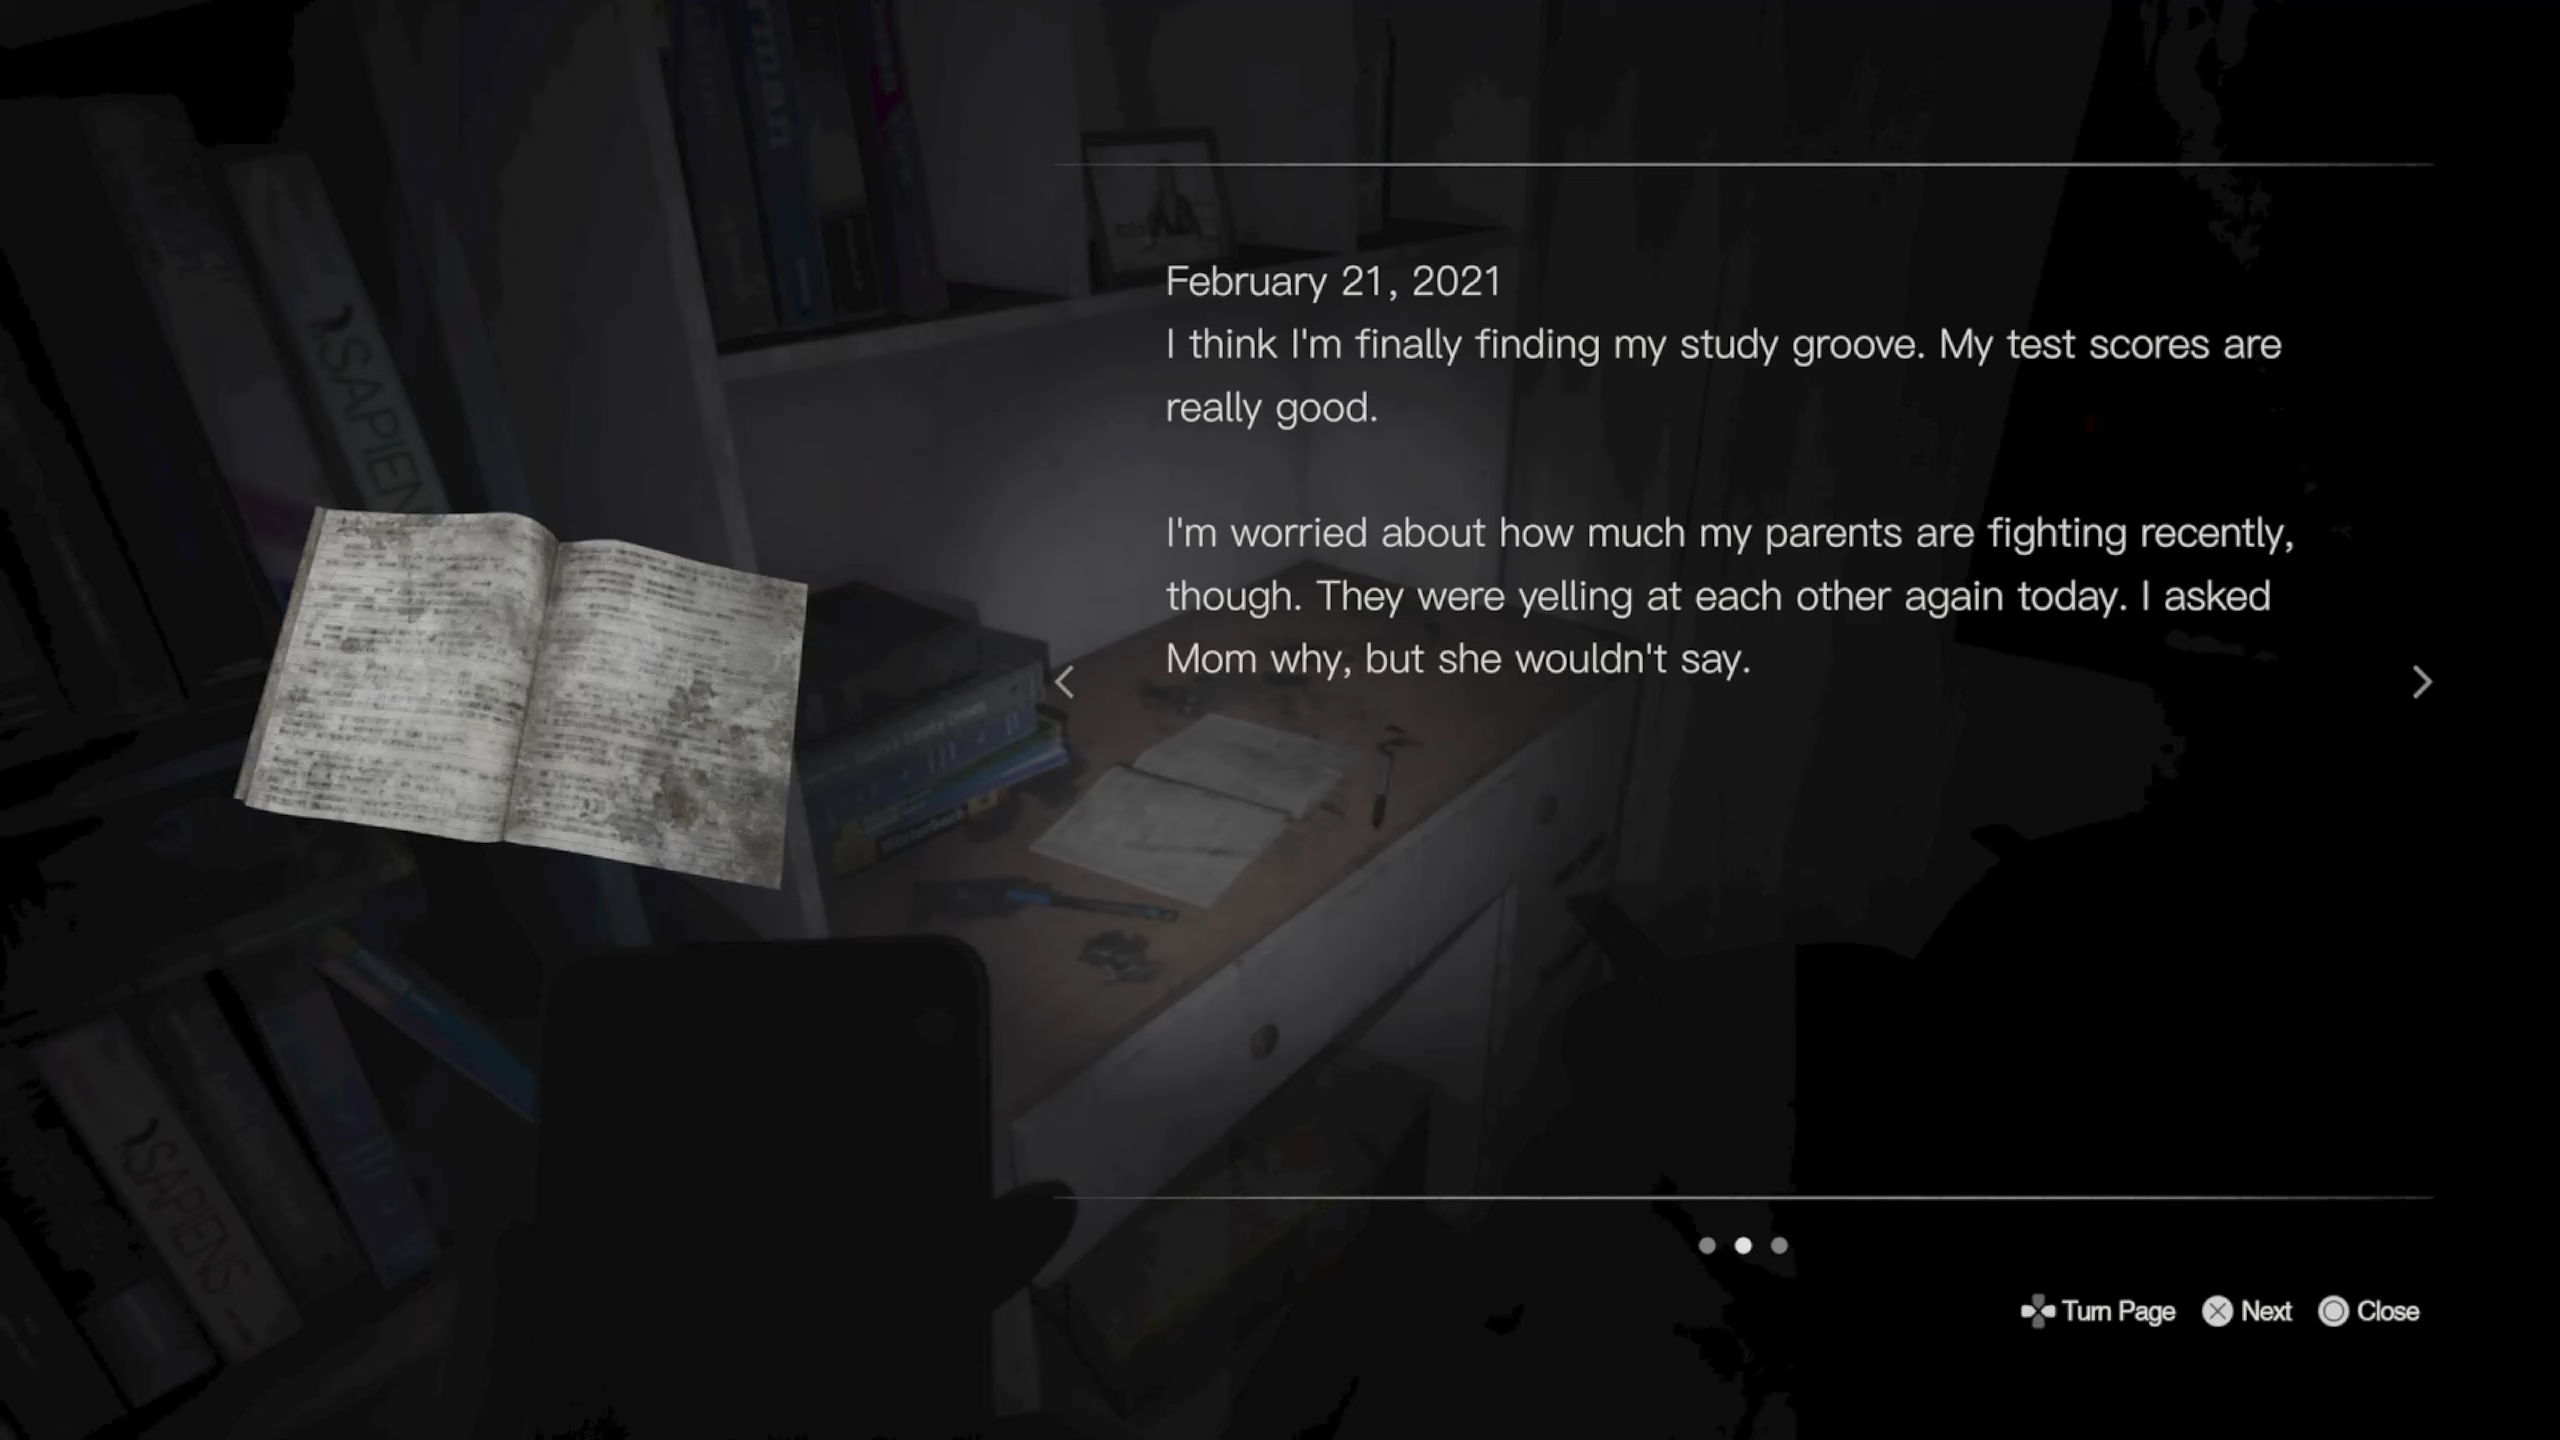 February 21, 2021
I think I'm finally finding my study groove. My test scores are
really good.
I'm worried about how much my parents are fighting recently,
though. They were yelling at each other again today. I asked
Mom why, but she wouldn't say.
Turn Page
Next
Close
SAPIEN
SAPIENS